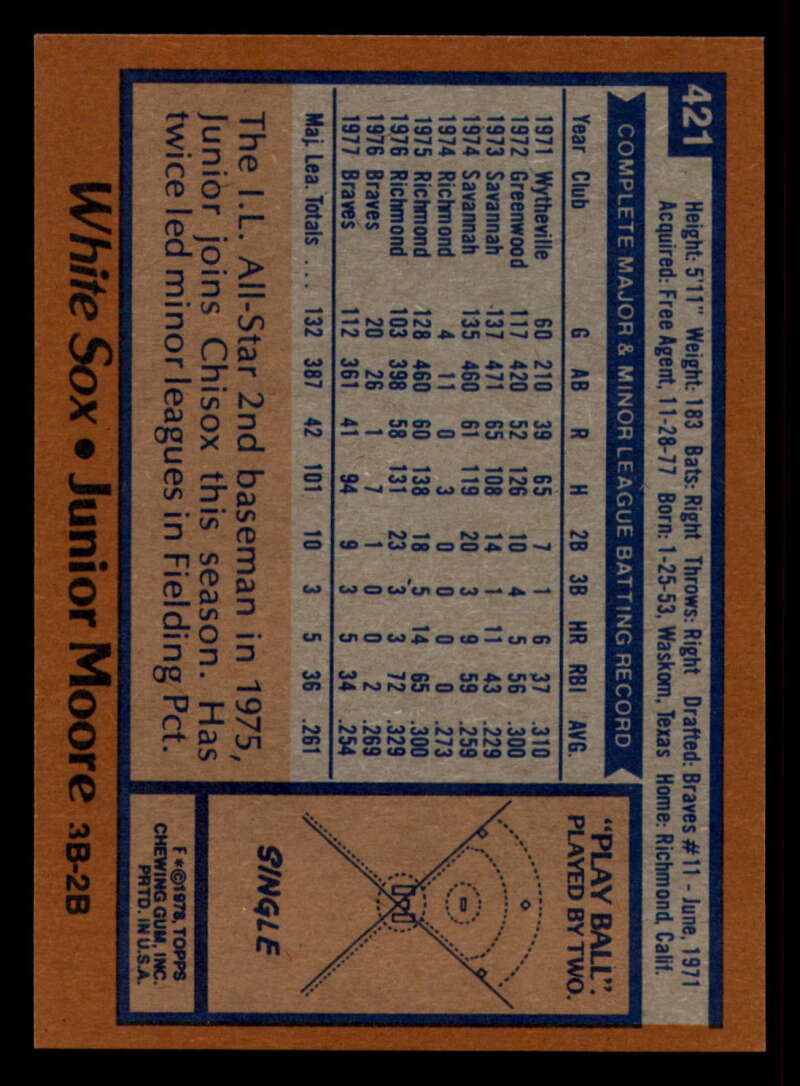 421
Height: 5'11" Weight: 183 Bats: Right Throws: Right Drafted: Braves #11 - June, 1971
Acquired: Free Agent, 11-28-77 Born: 1-25-53, Waskom, Texas Home: Richmond, Calif.
COMPLETE MAJOR & MINOR LEAGUE BATTING RECORD
Year Club G AB R H 2B 3B HR RBI AVG.
1971 Wytheville 60 210 39 65 7 1 6 37 .310
1972 Greenwood 117 420 52 126 10 4 5 56 .300
1973 Savannah 137 471 65 108 14 1 11 43 .229
1974 Savannah 135 460 61 119 20 3 9 59 .259
1974 Richmond 4 11 0 3 0 0 0 0 .273
1975 Richmond 128 460 60 138 18 5 14 65 .300
1976 Richmond 103 398 58 131 23 3 3 72 .329
1976 Braves 20 26 1 7 1 0 0 2 .269
1977 Braves 112 361 41 94 9 3 5 34 .254
Maj. Lea. Totals ... 132 387 42 101 10 3 5 36 .261
The I.L. All-Star 2nd baseman in 1975,
Junior joins Chisox this season. Has
twice led minor leagues in Fielding Pct.
"PLAY BALL":
PLAYED BY TWO.
SINGLE
F*©1978, TOPPS
CHEWING GUM, INC.
PRTD. IN U.S.A.
White Sox • Junior Moore 3B-2B